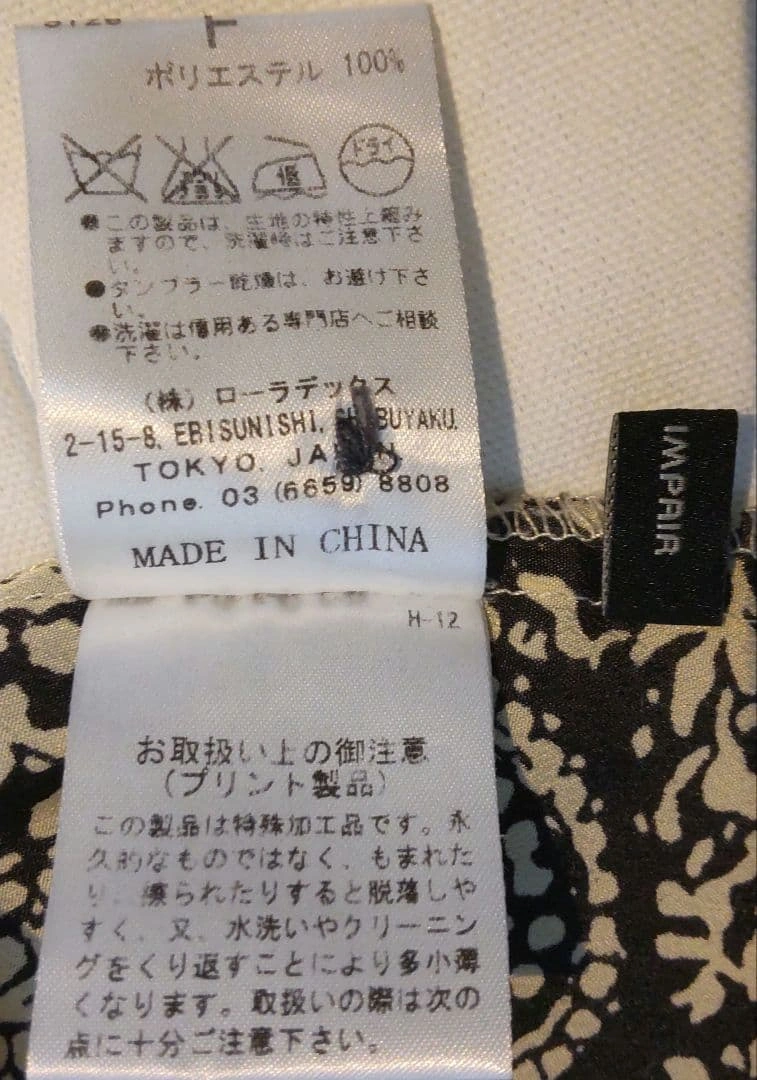 ポリエステル 100%
ドライ
低
●この製品は、生地の特性上縮み
ますので、洗濯時はご注意下さ
い。
●タンブラー乾燥は、お避け下さ
い。
●洗濯は信用ある専門店へご相談
下さい。
(株) ローラデックス
2-15-8, EBISUNISHI, SHIBUYAKU.
TOKYO, JAPAN
Phone. 03 (6659) 8808
MADE IN CHINA
IMPAIR
H-12
お取扱い上の御注意
(プリント製品)
この製品は特殊加工品です。永
久的なものではなく、もまれた
り、擦られたりすると脱落しや
すく、又、水洗いやクリーニン
グをくり返すことにより多少薄
くなります。取扱いの際は次の
点に十分ご注意下さい。